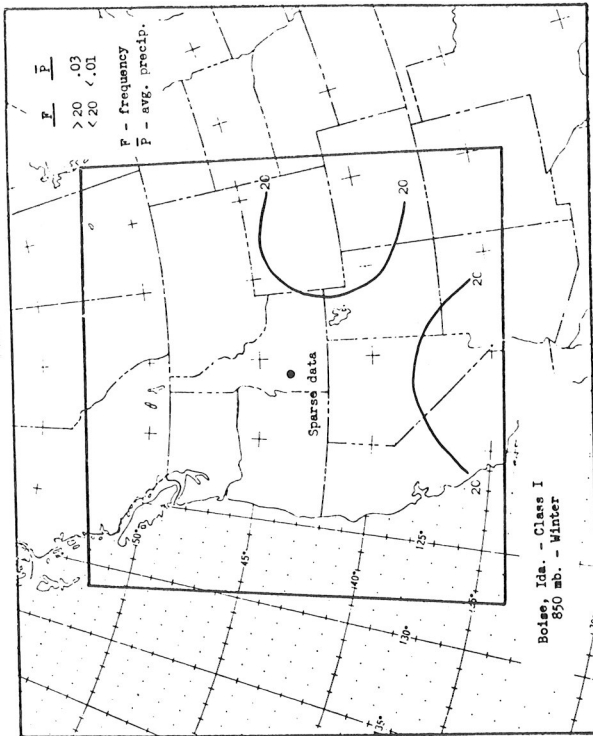 F P̄
>20 .03
<20 <.01
F - frequency
P̄ - avg. precip.
20
20
Sparse data
20
20
50°
45°
40°
35°
125°
130°
135°
Boise, Ida. - Class I
850 mb. - Winter